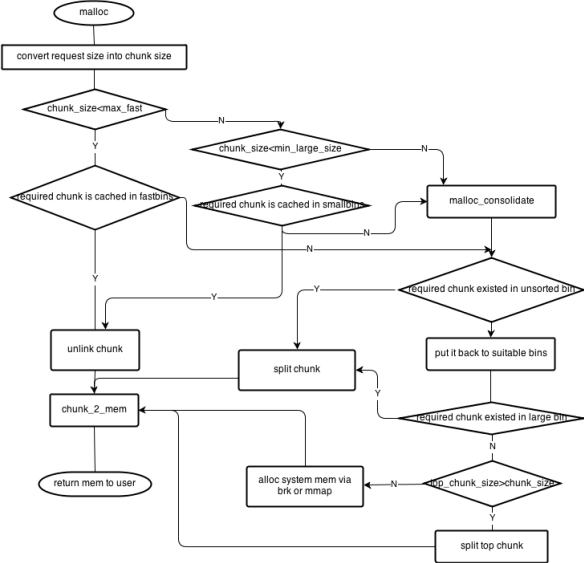 malloc
convert request size into chunk size
chunk_size<max_fast
N
chunk_size<min_large_size
N
Y
Y
required chunk is cached in fastbins
required chunk is cached in smallbins
malloc_consolidate
N
N
Y
required chunk existed in unsorted bin
Y
Y
unlink chunk
split chunk
put it back to suitable bins
Y
chunk_2_mem
required chunk existed in large bin
N
return mem to user
alloc system mem via
brk or mmap
N
top_chunk_size>chunk_size
Y
split top chunk